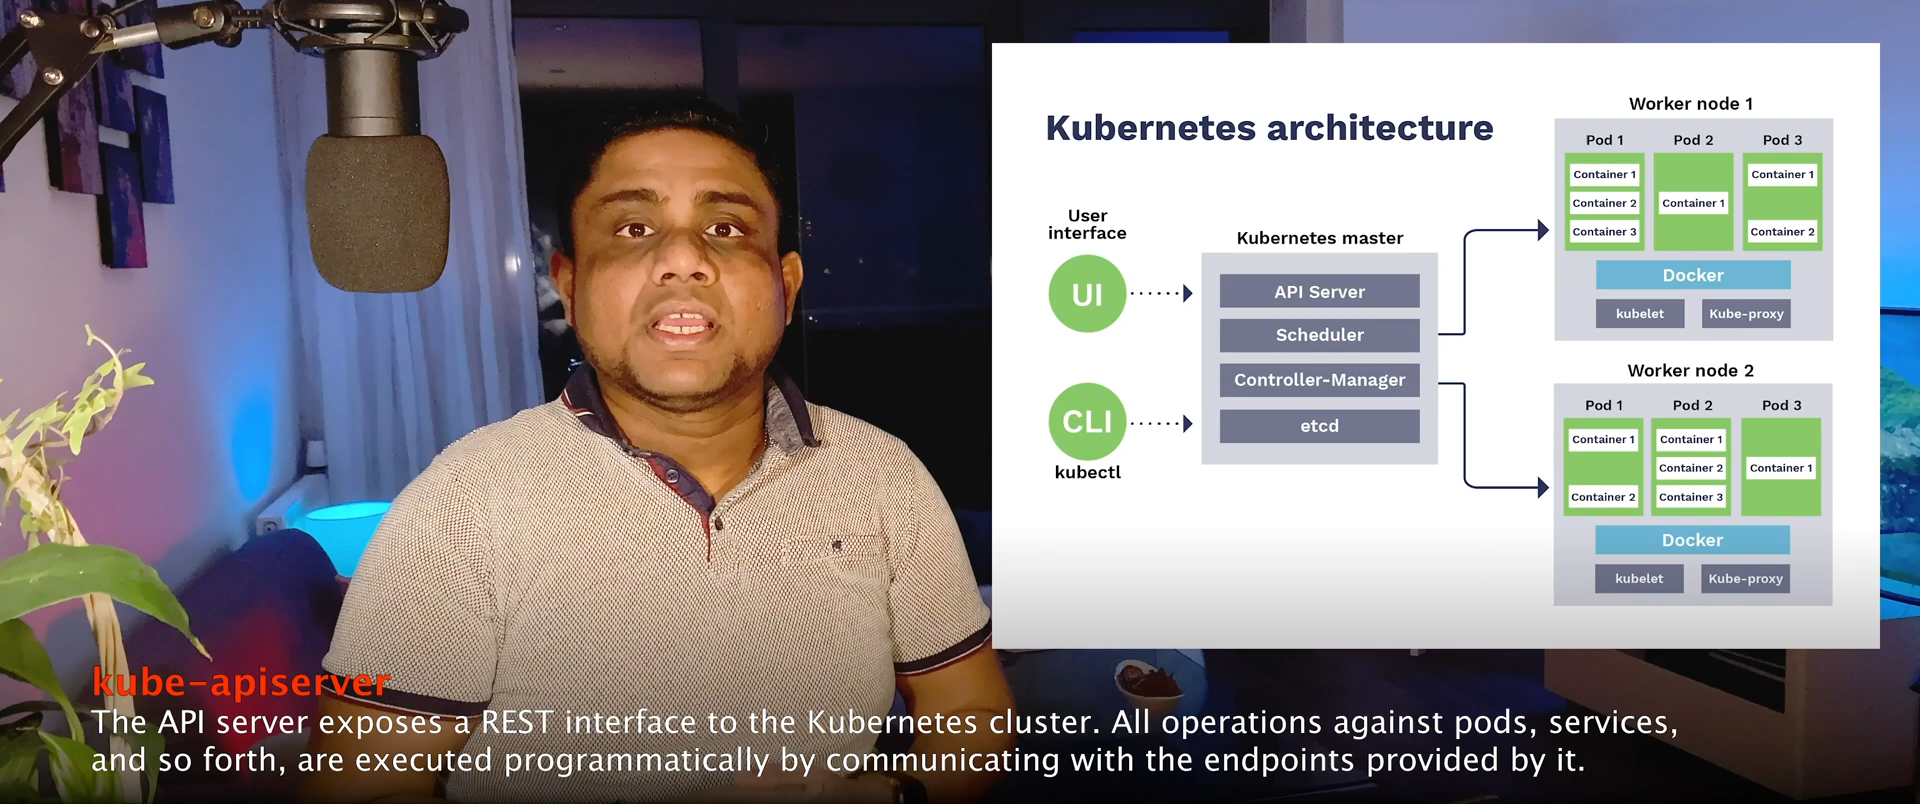 Kubernetes architecture
User
interface
UI
CLI
kubectl
Kubernetes master
API Server
Scheduler
Controller-Manager
etcd
Worker node 1
Pod 1
Container 1
Container 2
Container 3
Pod 2
Container 1
Pod 3
Container 1
Container 2
Docker
kubelet
Kube-proxy
Worker node 2
Pod 1
Container 1
Container 2
Pod 2
Container 1
Container 2
Container 3
Pod 3
Container 1
Docker
kubelet
Kube-proxy
kube-apiserver
The API server exposes a REST interface to the Kubernetes cluster. All operations against pods, services,
and so forth, are executed programmatically by communicating with the endpoints provided by it.